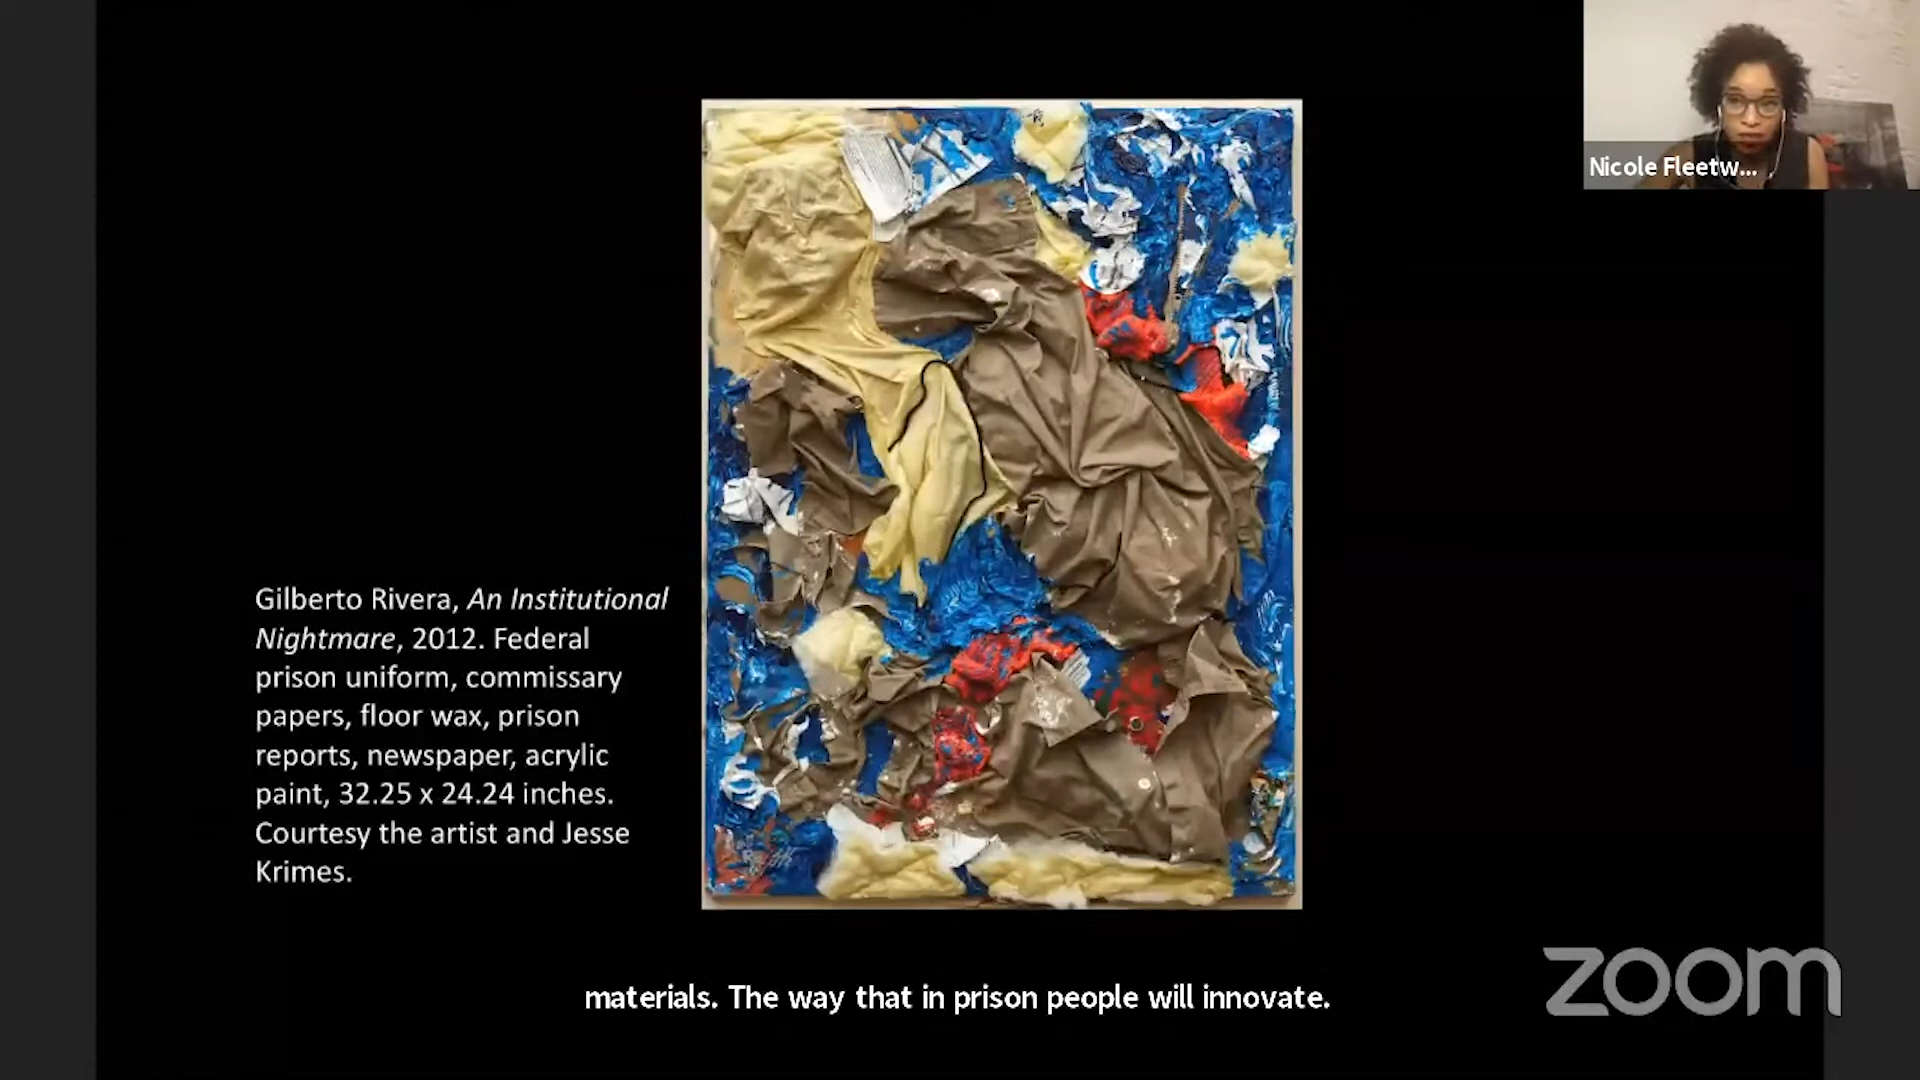 Nicole Fleetw...
Gilberto Rivera, An Institutional
Nightmare, 2012. Federal
prison uniform, commissary
papers, floor wax, prison
reports, newspaper, acrylic
paint, 32.25 x 24.24 inches.
Courtesy the artist and Jesse
Krimes.
materials. The way that in prison people will innovate.
zoom